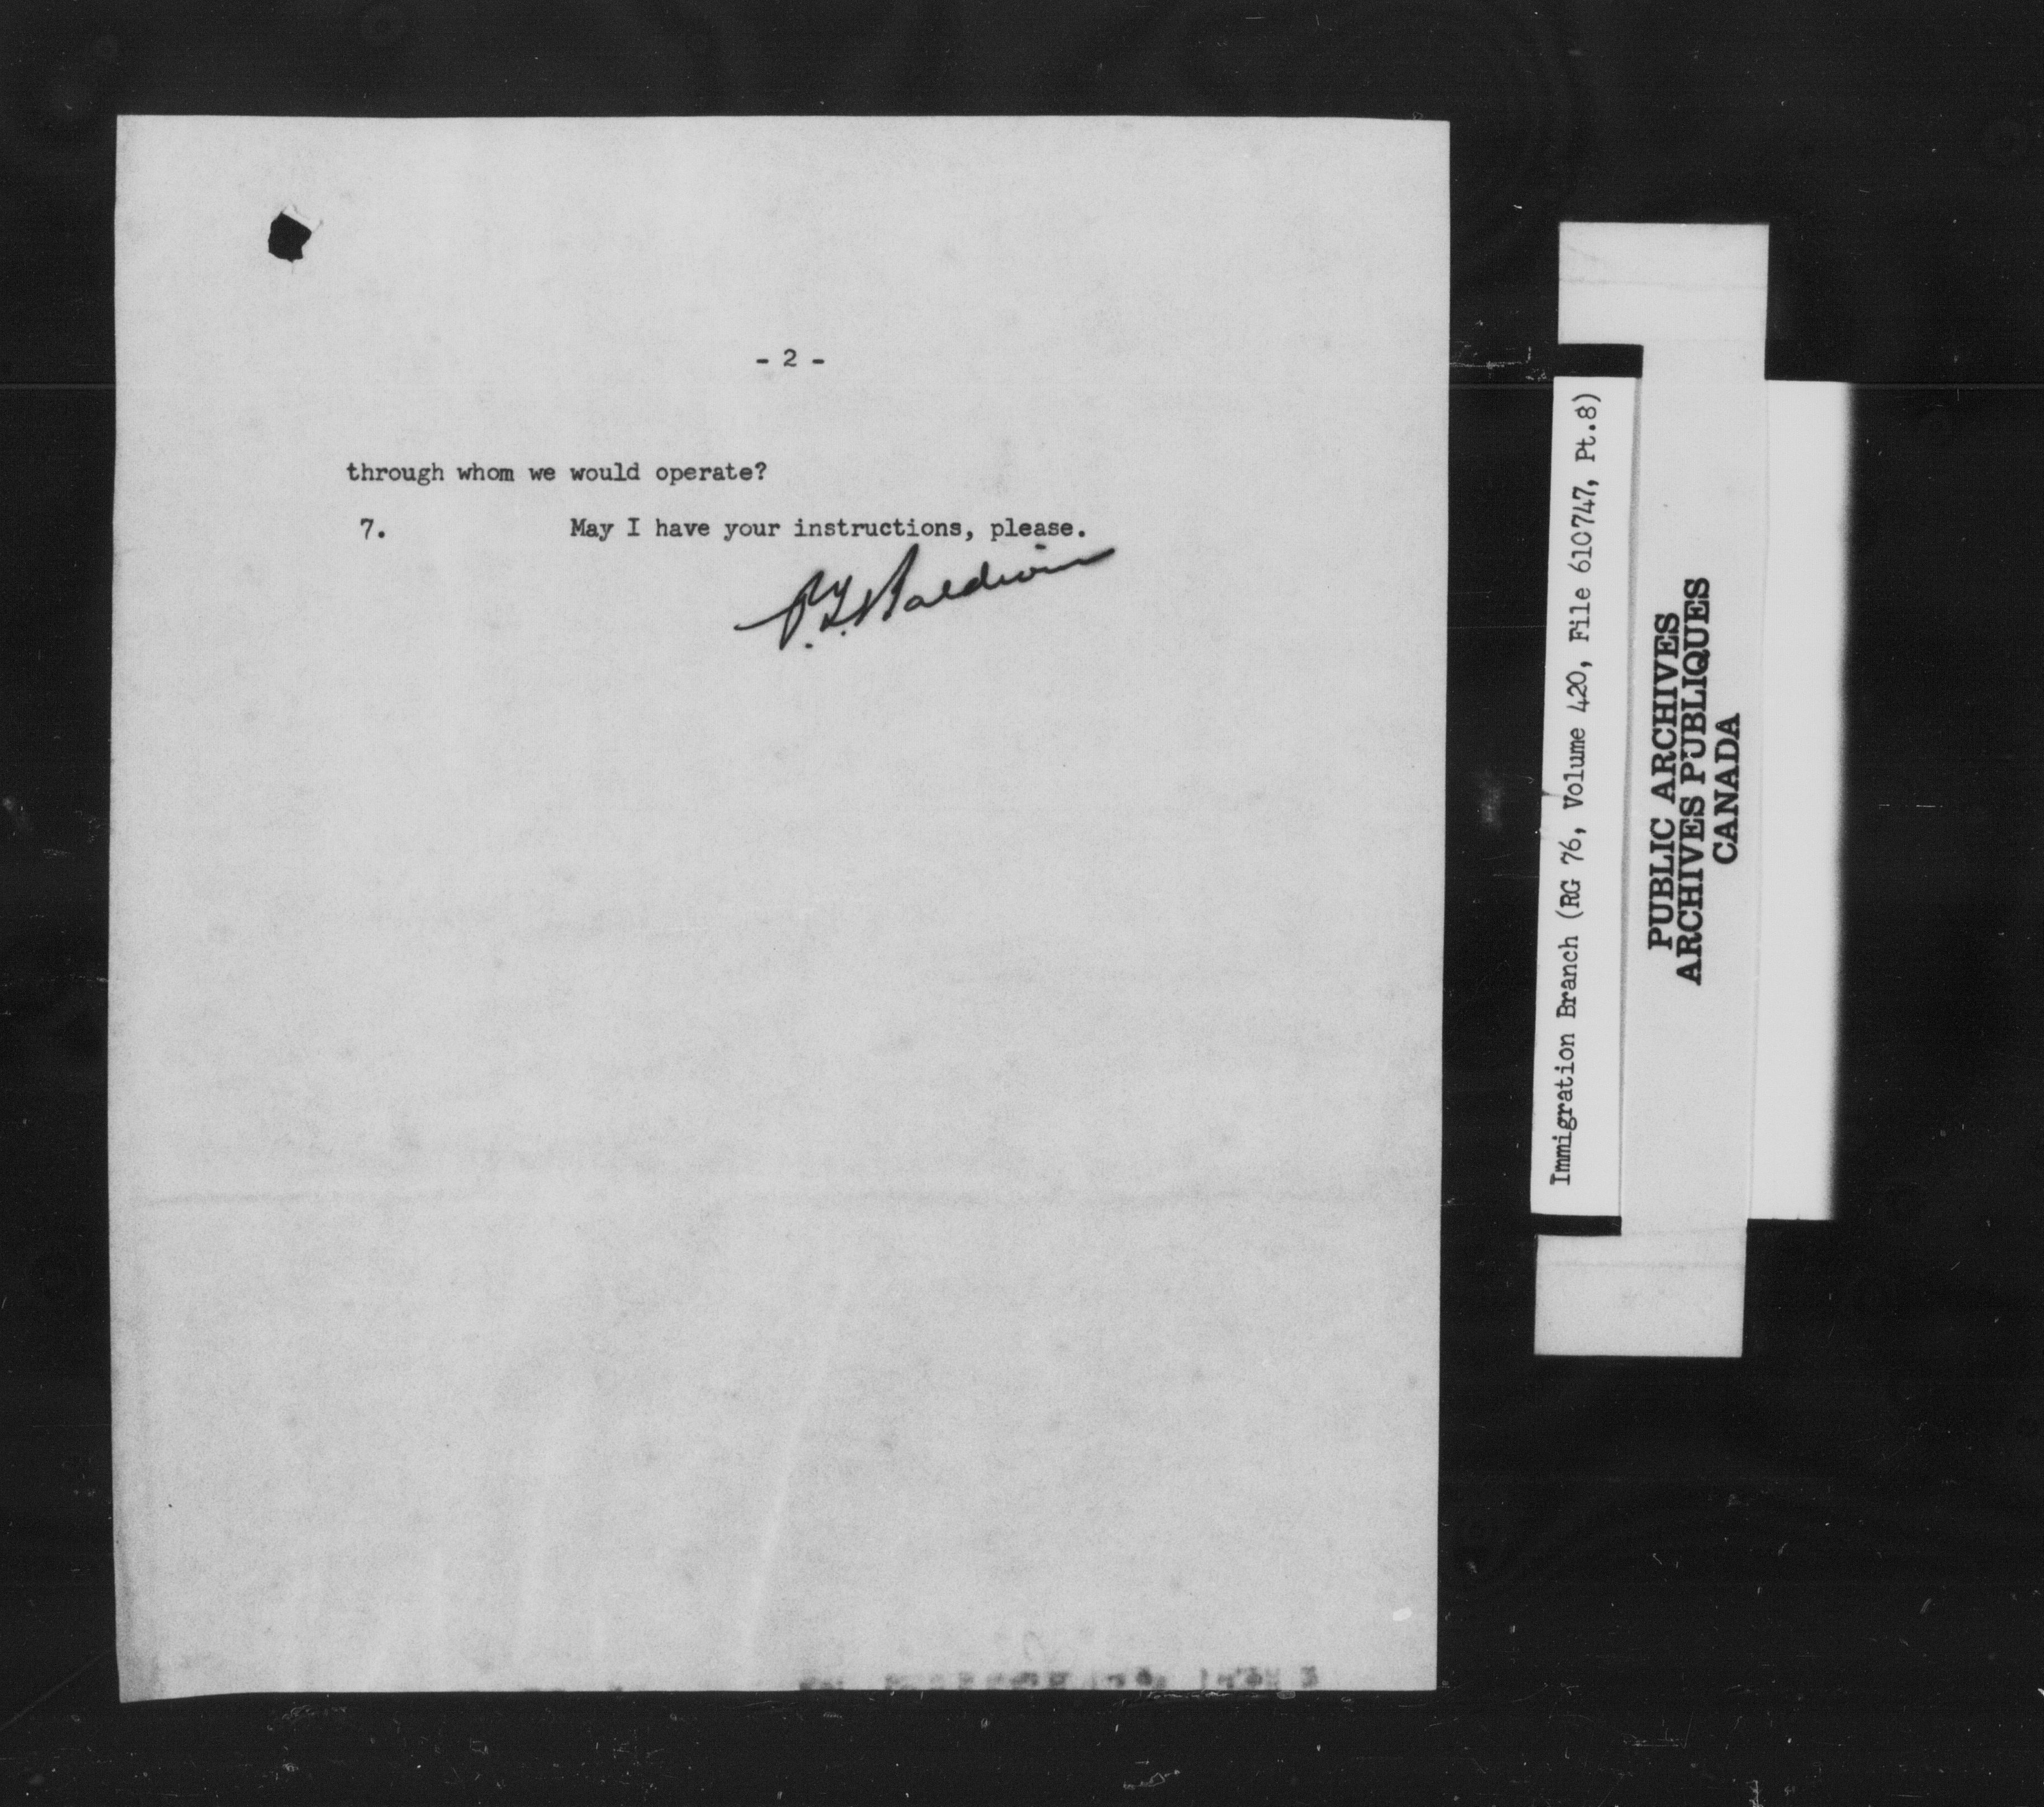 - 2 -
through whom we would operate?
7. May I have your instructions, please.
P.T. Baldwin
Immigration Branch (RG 76, Volume 420, File 610747, Pt.8)
PUBLIC ARCHIVES
ARCHIVES PUBLIQUES
CANADA